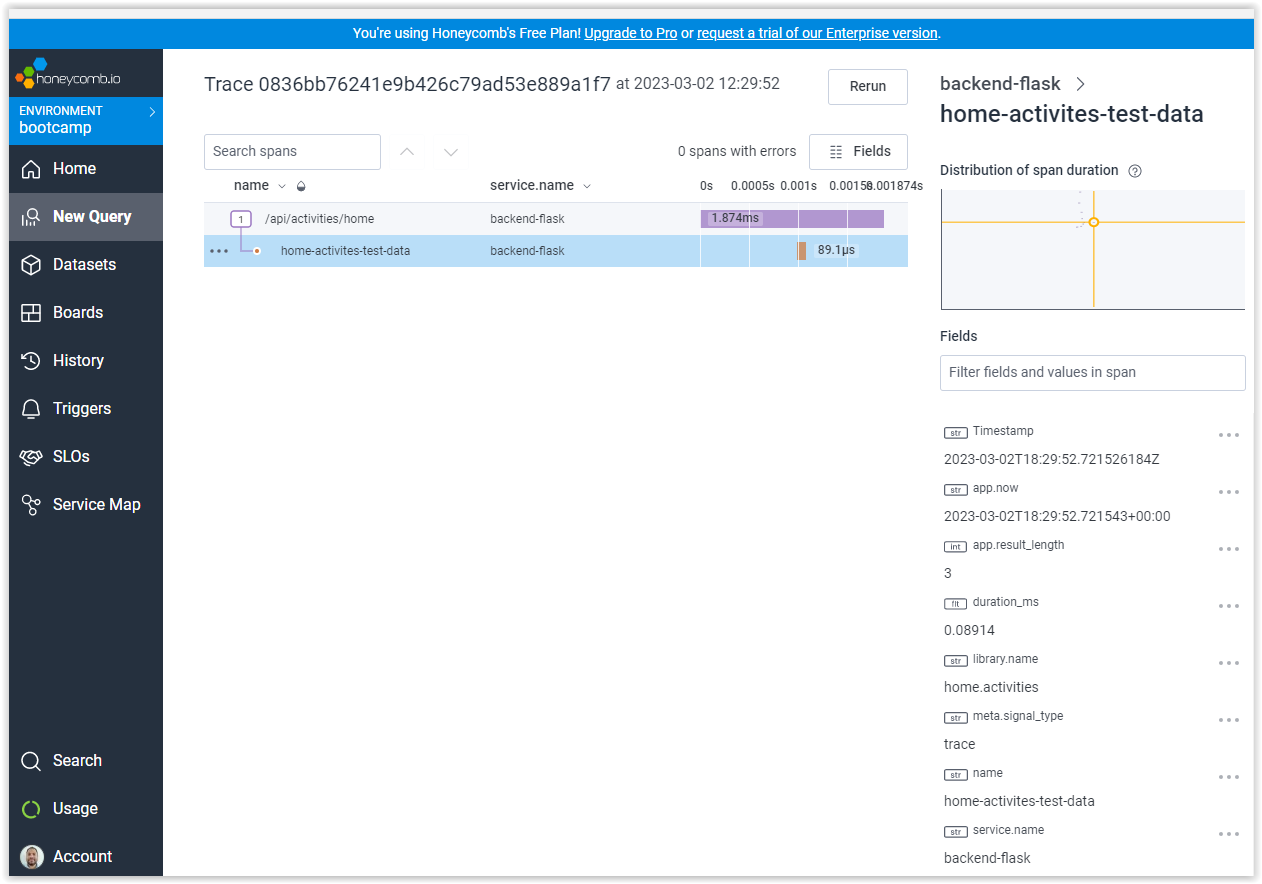 You're using Honeycomb's Free Plan! Upgrade to Pro or request a trial of our Enterprise version.
honeycomb.io
ENVIRONMENT
bootcamp
Home
New Query
Datasets
Boards
History
Triggers
SLOs
Service Map
Search
Usage
Account
Trace 0836bb76241e9b426c79ad53e889a1f7 at 2023-03-02 12:29:52
Rerun
Search spans
0 spans with errors
Fields
name service.name 0s 0.0005s 0.001s 0.0015s 0.001874s
1 /api/activities/home backend-flask 1.874ms
home-activites-test-data backend-flask 89.1μs
backend-flask
home-activites-test-data
Distribution of span duration
Fields
Filter fields and values in span
str Timestamp
2023-03-02T18:29:52.721526184Z
str app.now
2023-03-02T18:29:52.721543+00:00
int app.result_length
3
flt duration_ms
0.08914
str library.name
home.activities
str meta.signal_type
trace
str name
home-activites-test-data
str service.name
backend-flask